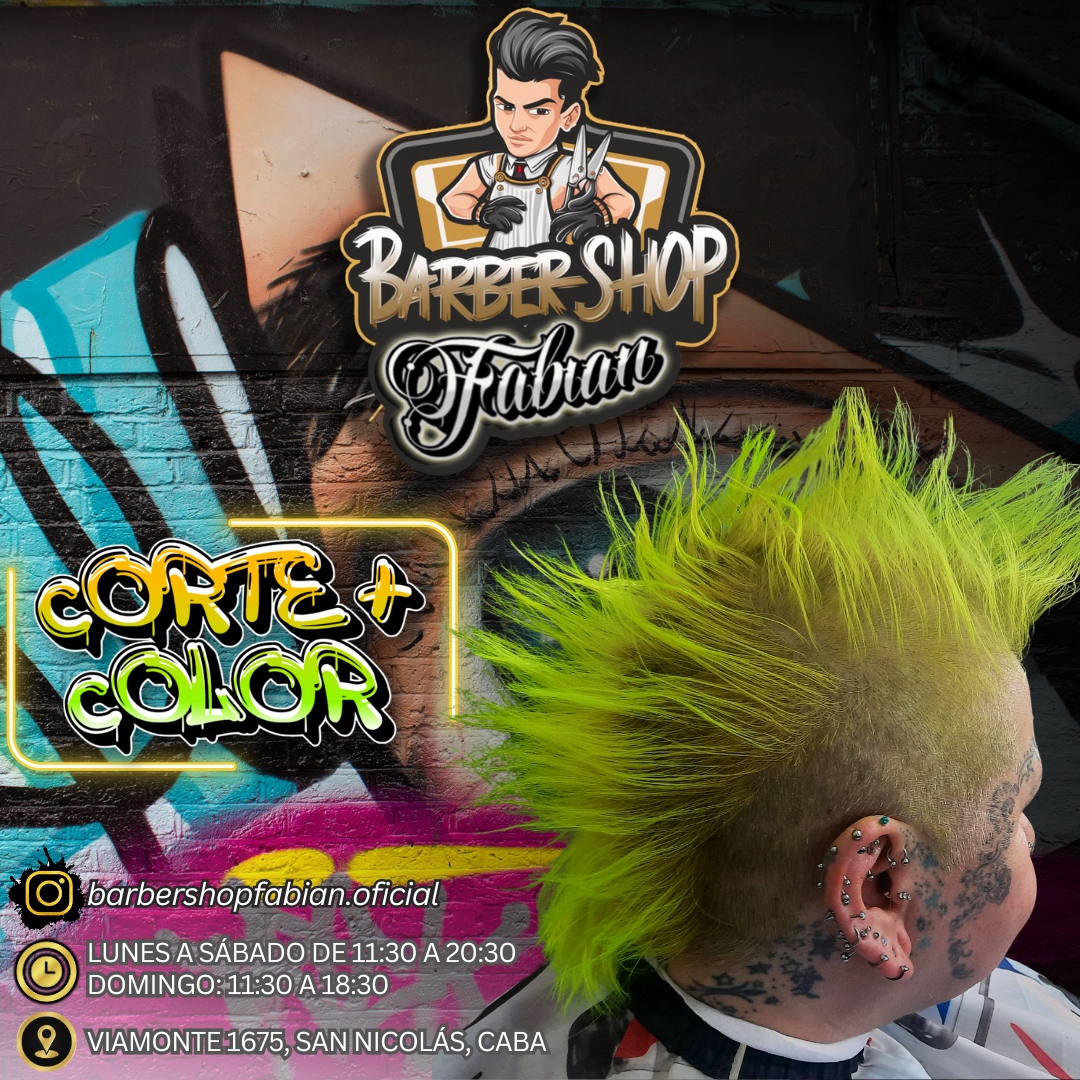 BARBER SHOP
Fabian
cORTE +
cOLOR
barbershopfabian.oficial
LUNES A SÁBADO DE 11:30 A 20:30
DOMINGO: 11:30 A 18:30
VIAMONTE 1675, SAN NICOLÁS, CABA